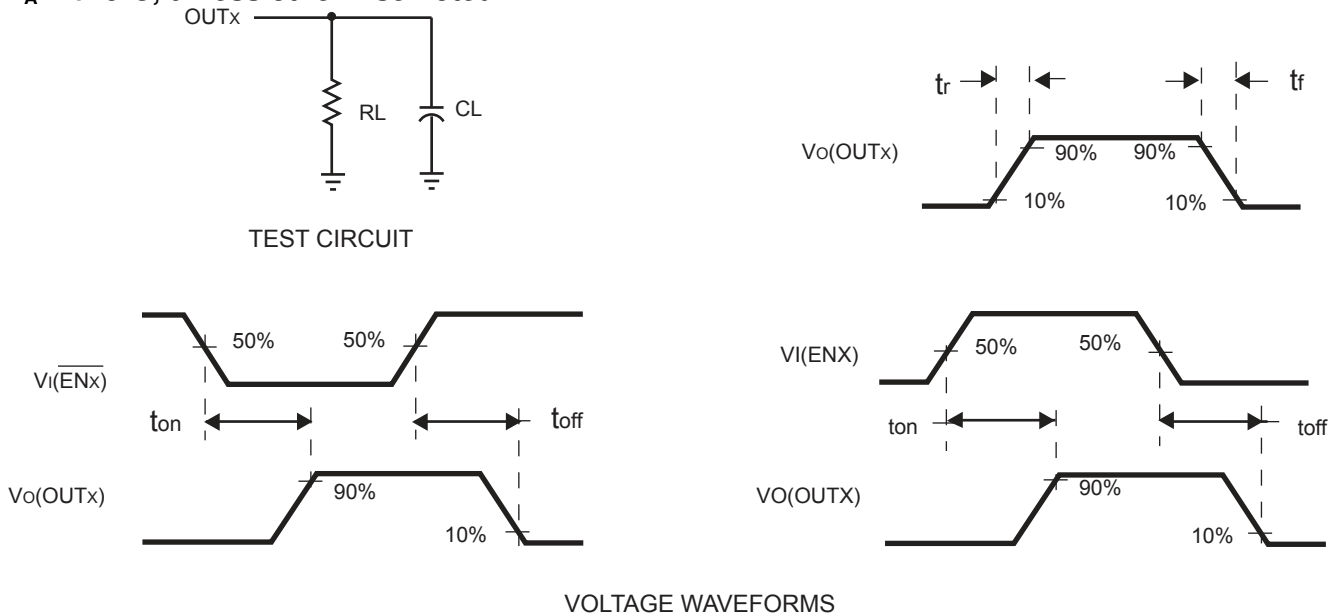 OUTx
RL
CL
TEST CIRCUIT
tr
tf
VO(OUTx)
90%
90%
10%
10%
50%
50%
VI(ENx)
ton
toff
VO(OUTx)
90%
10%
VI(ENX)
50%
50%
ton
toff
VO(OUTX)
90%
10%
VOLTAGE WAVEFORMS